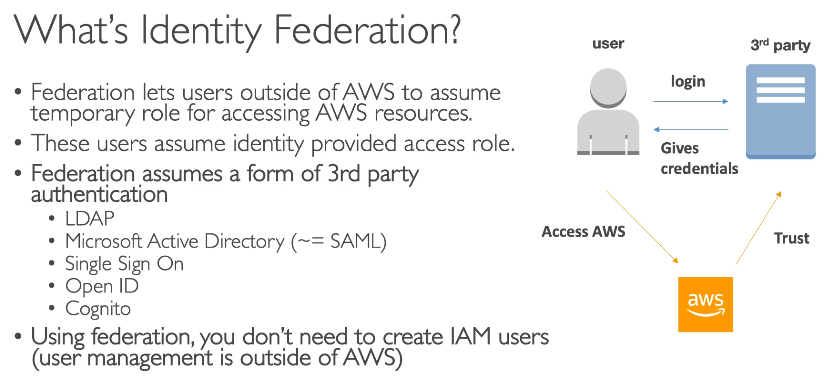 What's Identity Federation?
• Federation lets users outside of AWS to assume
temporary role for accessing AWS resources.
• These users assume identity provided access role.
• Federation assumes a form of 3rd party
authentication
• LDAP
• Microsoft Active Directory (~= SAML)
• Single Sign On
• Open ID
• Cognito
• Using federation, you don't need to create IAM users
(user management is outside of AWS)
user
3rd party
login
Gives
credentials
Access AWS
Trust
aws